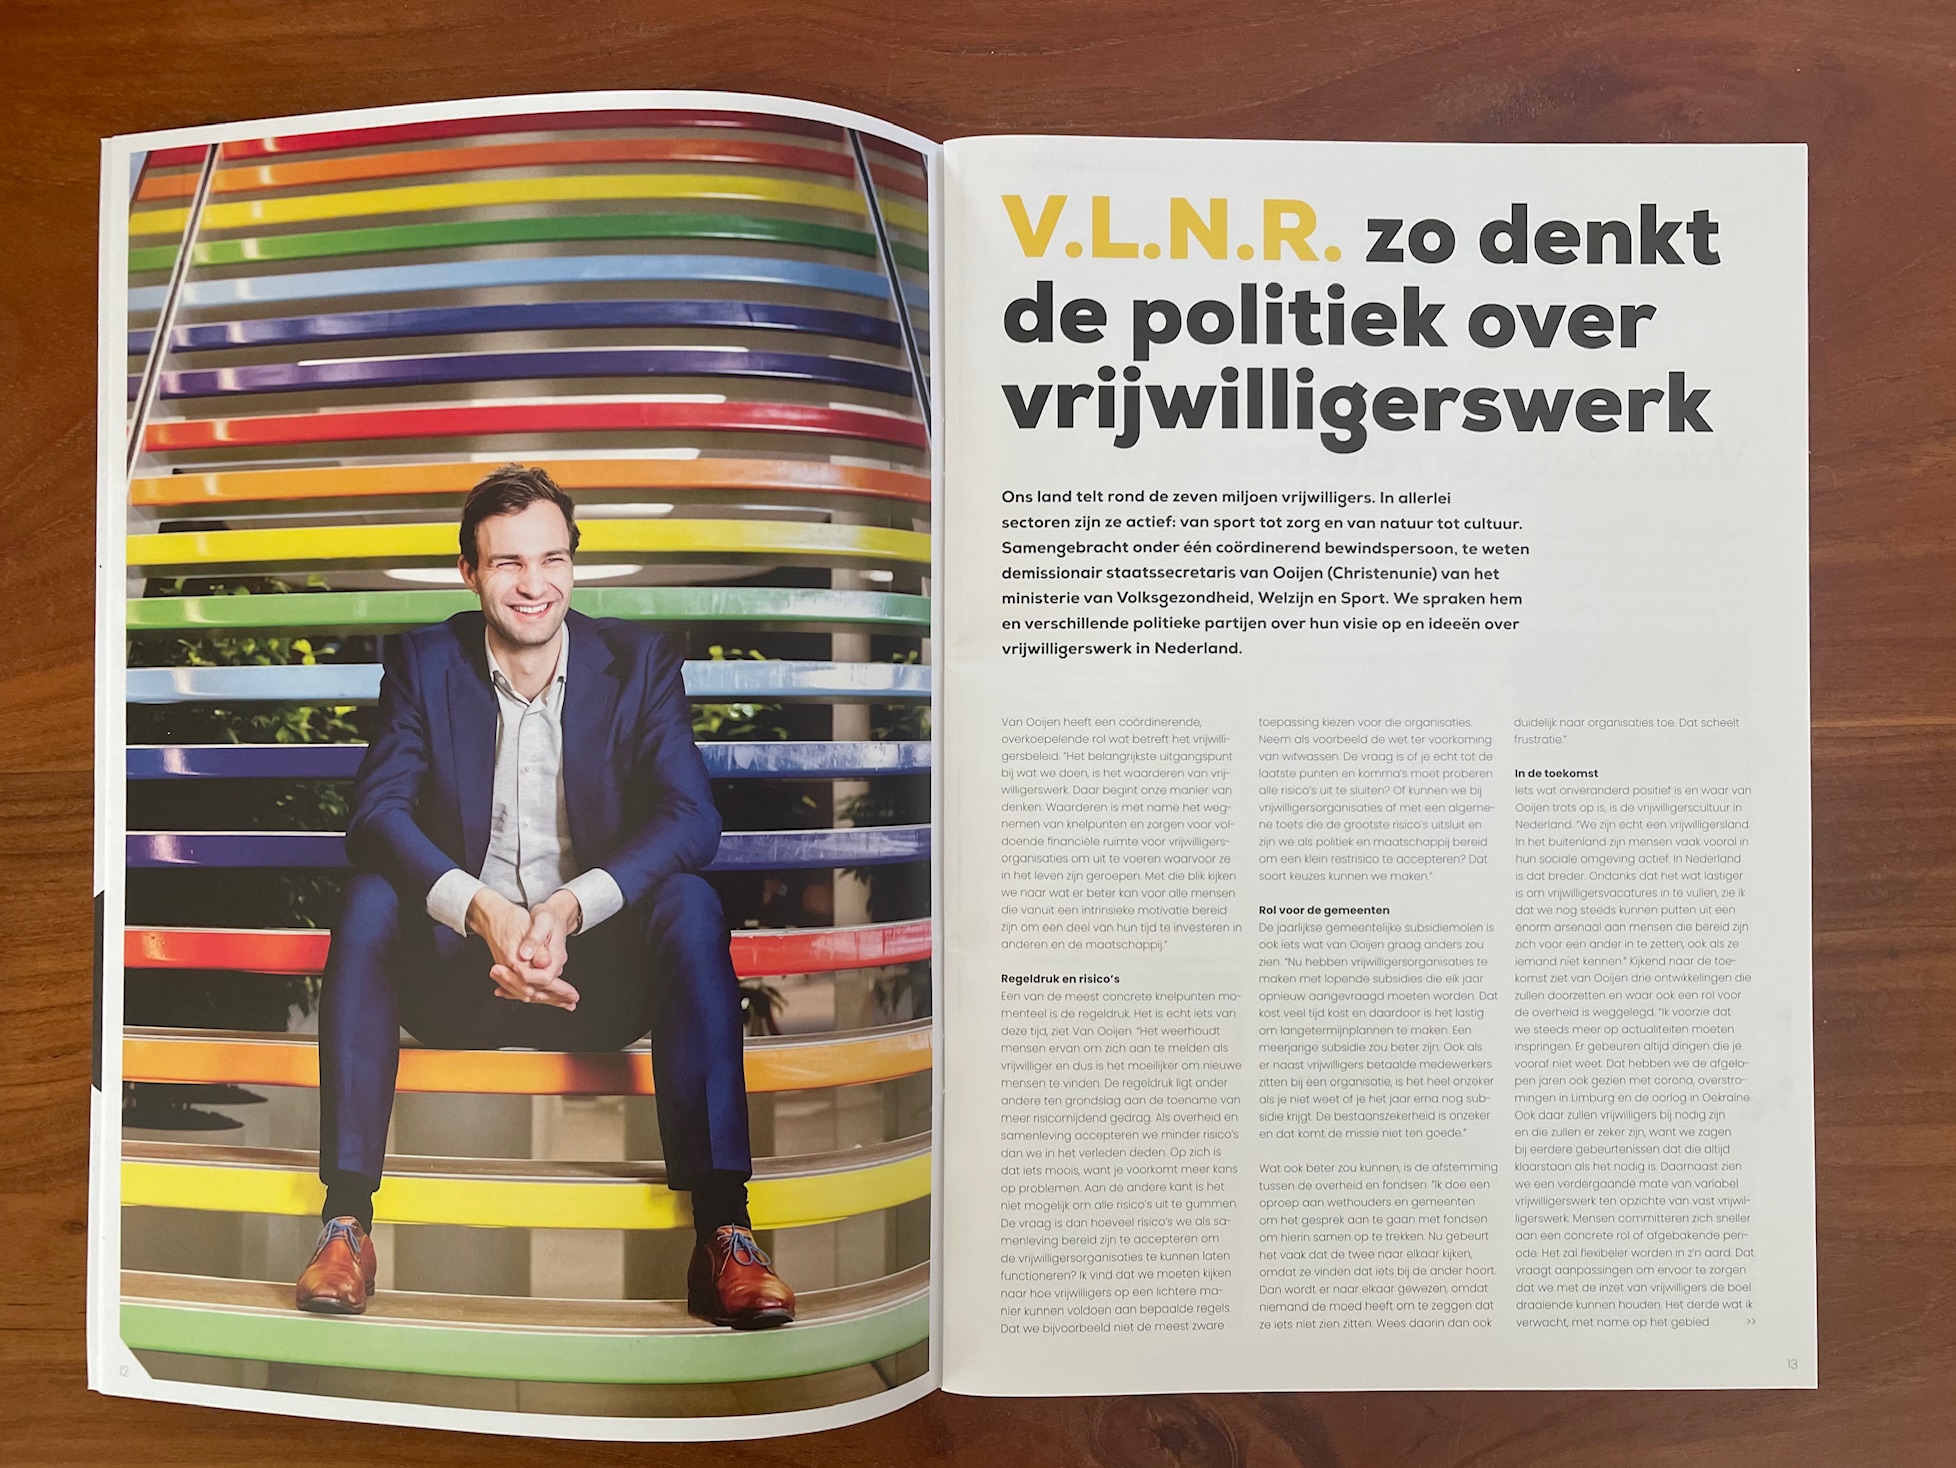 V.L.N.R. zo denkt
de politiek over
vrijwilligerswerk
Ons land telt rond de zeven miljoen vrijwilligers. In allerlei
sectoren zijn ze actief: van sport tot zorg en van natuur tot cultuur.
Samengebracht onder één coördinerend bewindspersoon, te weten
demissionair staatssecretaris van Ooijen (Christenunie) van het
ministerie van Volksgezondheid, Welzijn en Sport. We spraken hem
en verschillende politieke partijen over hun visie op en ideeën over
vrijwilligerswerk in Nederland.
Van Ooijen heeft een coördinerende,
overkoepelende rol wat betreft het vrijwilli-
gersbeleid. "Het belangrijkste uitgangspunt
bij wat we doen, is het waarderen van vrij-
willigerswerk. Daar begint onze manier van
denken. Waarderen is met name het weg-
nemen van knelpunten en zorgen voor vol-
doende financiële ruimte voor vrijwilligers-
organisaties om uit te voeren waarvoor ze
in het leven zijn geroepen. Met die blik kijken
we naar wat er beter kan voor alle mensen
die vanuit een intrinsieke motivatie bereid
zijn om een deel van hun tijd te investeren in
anderen en de maatschappij."
Regeldruk en risico's
Een van de meest concrete knelpunten mo-
menteel is de regeldruk. Het is echt iets van
deze tijd, ziet Van Ooijen. "Het weerhoudt
mensen ervan om zich aan te melden als
vrijwilliger en dus is het moeilijker om nieuwe
mensen te vinden. De regeldruk ligt onder
andere ten grondslag aan de toename van
meer risicomijdend gedrag. Als overheid en
samenleving accepteren we minder risico's
dan we in het verleden deden. Op zich is
dat iets moois, want je voorkomt meer kans
op problemen. Aan de andere kant is het
niet mogelijk om alle risico's uit te gummen.
De vraag is dan hoeveel risico's we als sa-
menleving bereid zijn te accepteren om
de vrijwilligersorganisaties te kunnen laten
functioneren? Ik vind dat we moeten kijken
naar hoe vrijwilligers op een lichtere ma-
nier kunnen voldoen aan bepaalde regels.
Dat we bijvoorbeeld niet de meest zware
toepassing kiezen voor die organisaties.
Neem als voorbeeld de wet ter voorkoming
van witwassen. De vraag is of je echt tot de
laatste punten en komma's moet proberen
alle risico's uit te sluiten? Of kunnen we bij
vrijwilligersorganisaties af met een algeme-
ne toets die de grootste risico's uitsluit en
zijn we als politiek en maatschappij bereid
om een klein restrisico te accepteren? Dat
soort keuzes kunnen we maken."
Rol voor de gemeenten
De jaarlijkse gemeentelijke subsidiemolen is
ook iets wat van Ooijen graag anders zou
zien. "Nu hebben vrijwilligersorganisaties te
maken met lopende subsidies die elk jaar
opnieuw aangevraagd moeten worden. Dat
kost veel tijd kost en daardoor is het lastig
om langetermijnplannen te maken. Een
meerjarige subsidie zou beter zijn. Ook als
er naast vrijwilligers betaalde medewerkers
zitten bij een organisatie, is het heel onzeker
als je niet weet of je het jaar erna nog sub-
sidie krijgt. De bestaanszekerheid is onzeker
en dat komt de missie niet ten goede."
Wat ook beter zou kunnen, is de afstemming
tussen de overheid en fondsen. "Ik doe een
oproep aan wethouders en gemeenten
om het gesprek aan te gaan met fondsen
om hierin samen op te trekken. Nu gebeurt
het vaak dat de twee naar elkaar kijken,
omdat ze vinden dat iets bij de ander hoort.
Dan wordt er naar elkaar gewezen, omdat
niemand de moed heeft om te zeggen dat
ze iets niet zien zitten. Wees daarin dan ook
duidelijk naar organisaties toe. Dat scheelt
frustratie."
In de toekomst
Iets wat onveranderd positief is en waar van
Ooijen trots op is, is de vrijwilligerscultuur in
Nederland. "We zijn echt een vrijwilligersland.
In het buitenland zijn mensen vaak vooral in
hun sociale omgeving actief. In Nederland
is dat breder. Ondanks dat het wat lastiger
is om vrijwilligersvacatures in te vullen, zie ik
dat we nog steeds kunnen putten uit een
enorm arsenaal aan mensen die bereid zijn
zich voor een ander in te zetten, ook als ze
iemand niet kennen." Kijkend naar de toe-
komst ziet van Ooijen drie ontwikkelingen die
zullen doorzetten en waar ook een rol voor
de overheid is weggelegd. "Ik voorzie dat
we steeds meer op actualiteiten moeten
inspringen. Er gebeuren altijd dingen die je
vooraf niet weet. Dat hebben we de afgelo-
pen jaren ook gezien met corona, overstro-
mingen in Limburg en de oorlog in Oekraïne.
Ook daar zullen vrijwilligers bij nodig zijn
en die zullen er zeker zijn, want we zagen
bij eerdere gebeurtenissen dat die altijd
klaarstaan als het nodig is. Daarnaast zien
we een verdergaande mate van variabel
vrijwilligerswerk ten opzichte van vast vrijwil-
ligerswerk. Mensen committeren zich sneller
aan een concrete rol of afgebakende peri-
ode. Het zal flexibeler worden in z'n aard. Dat
vraagt aanpassingen om ervoor te zorgen
dat we met de inzet van vrijwilligers de boel
draaiende kunnen houden. Het derde wat ik
verwacht, met name op het gebied >>
12
13